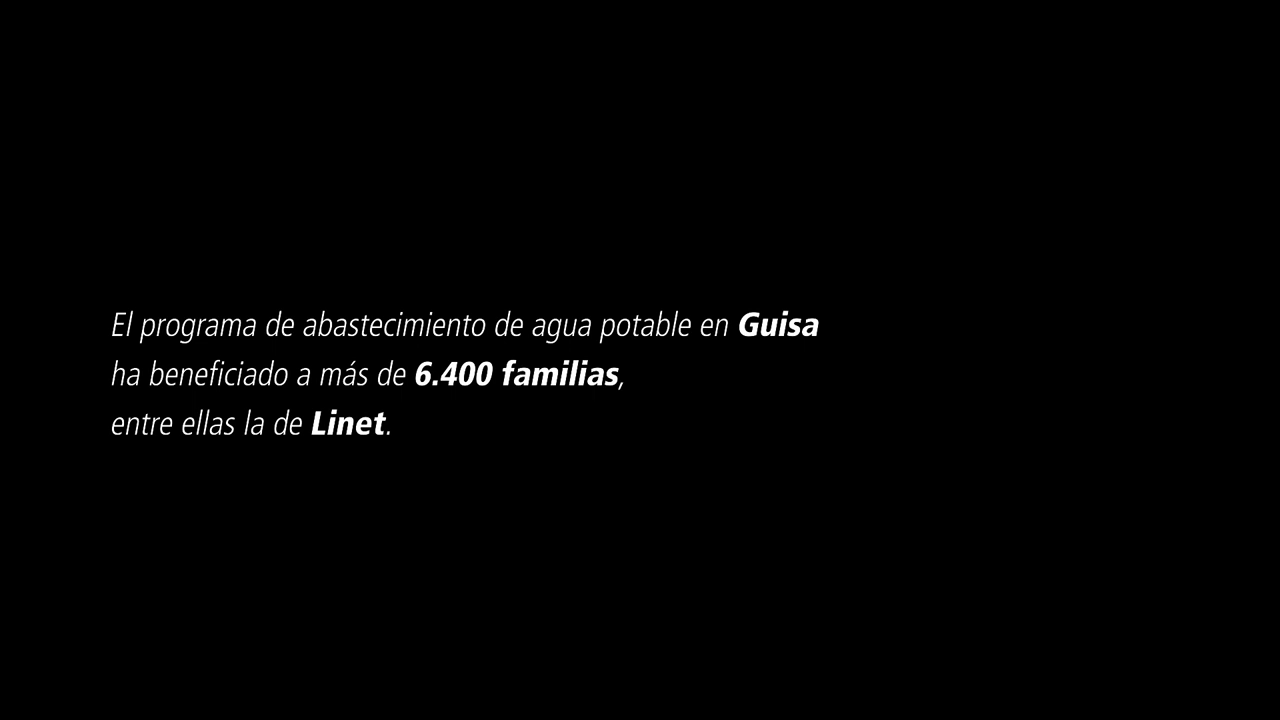 El programa de abastecimiento de agua potable en Guisa
ha beneficiado a más de 6.400 familias,
entre ellas la de Linet.